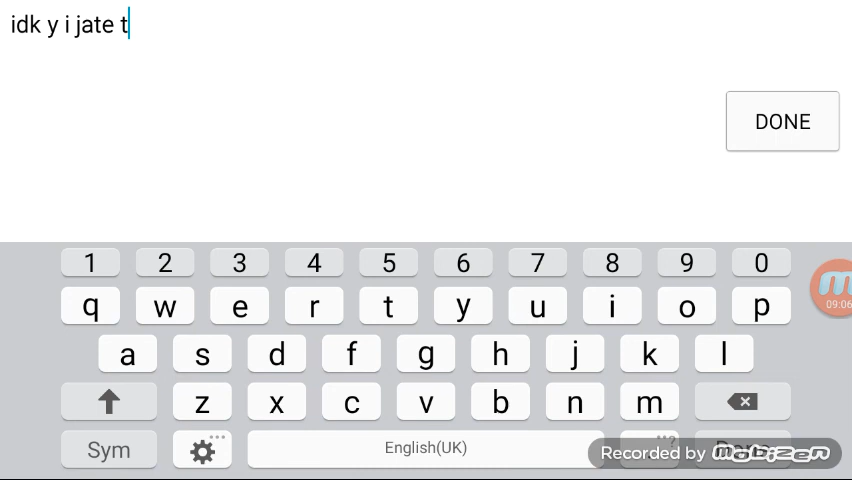 idk y i jate t
DONE
1 2 3 4 5 6 7 8 9 0
q w e r t y u i o p
09:06
a s d f g h j k l
z x c v b n m
Sym English(UK) Done
Recorded by MOBIZEN